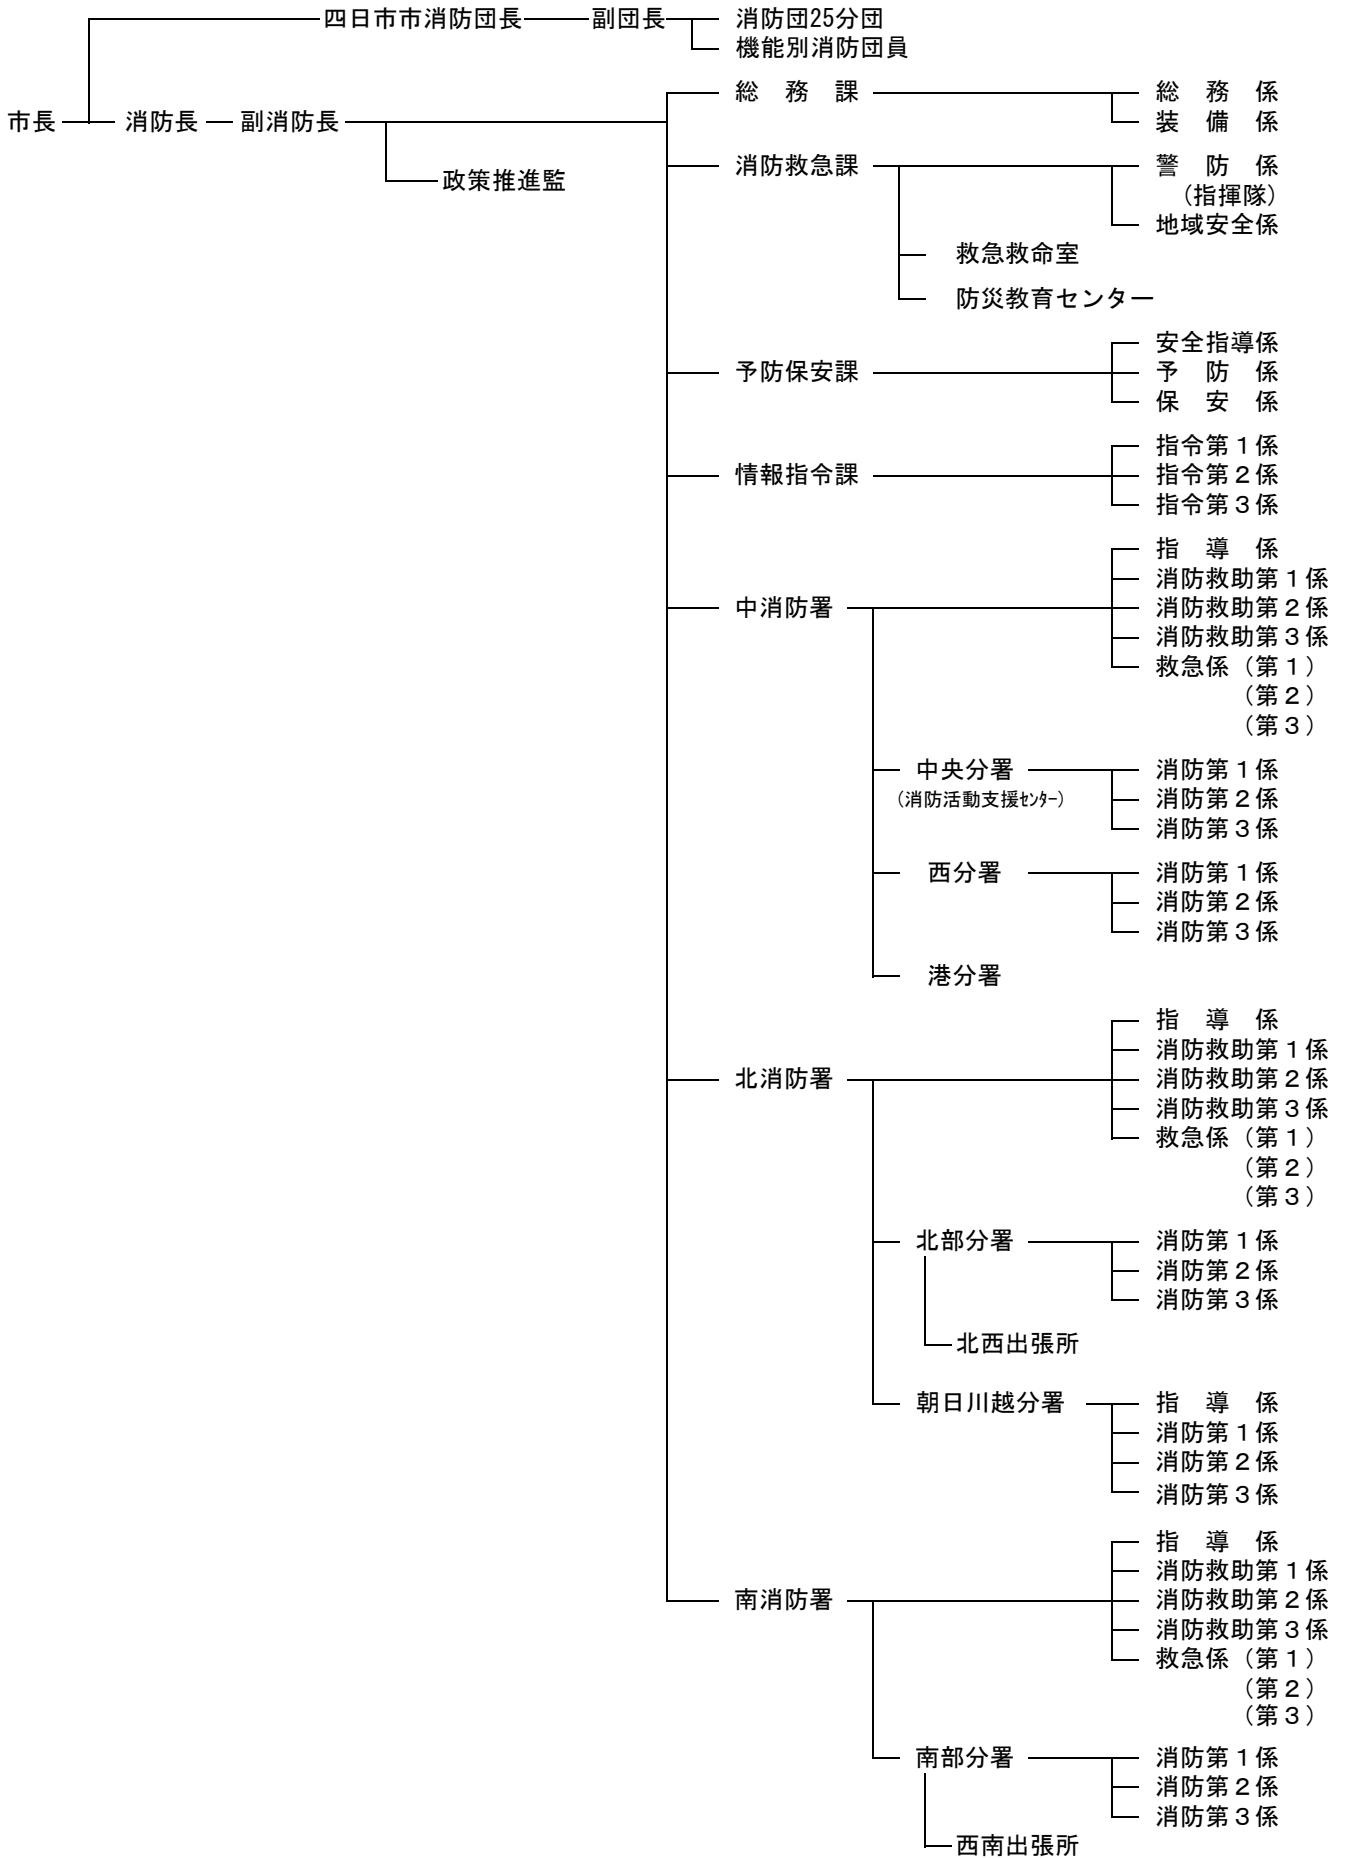 四日市市消防団長 副団長 消防団25分団
機能別消防団員
総 務 課 総 務 係
市長 消防長 副消防長 装 備 係
消防救急課 警 防 係
政策推進監 (指揮隊)
地域安全係
救急救命室
防災教育センター
安全指導係
予防保安課 予 防 係
保 安 係
指令第1係
情報指令課 指令第2係
指令第3係
指 導 係
消防救助第1係
中消防署 消防救助第2係
消防救助第3係
救急係(第1)
(第2)
(第3)
中央分署 消防第1係
(消防活動支援ｾﾝﾀｰ) 消防第2係
消防第3係
西分署 消防第1係
消防第2係
消防第3係
港分署
指 導 係
消防救助第1係
北消防署 消防救助第2係
消防救助第3係
救急係(第1)
(第2)
(第3)
北部分署 消防第1係
消防第2係
消防第3係
北西出張所
朝日川越分署 指 導 係
消防第1係
消防第2係
消防第3係
指 導 係
消防救助第1係
南消防署 消防救助第2係
消防救助第3係
救急係(第1)
(第2)
(第3)
南部分署 消防第1係
消防第2係
消防第3係
西南出張所